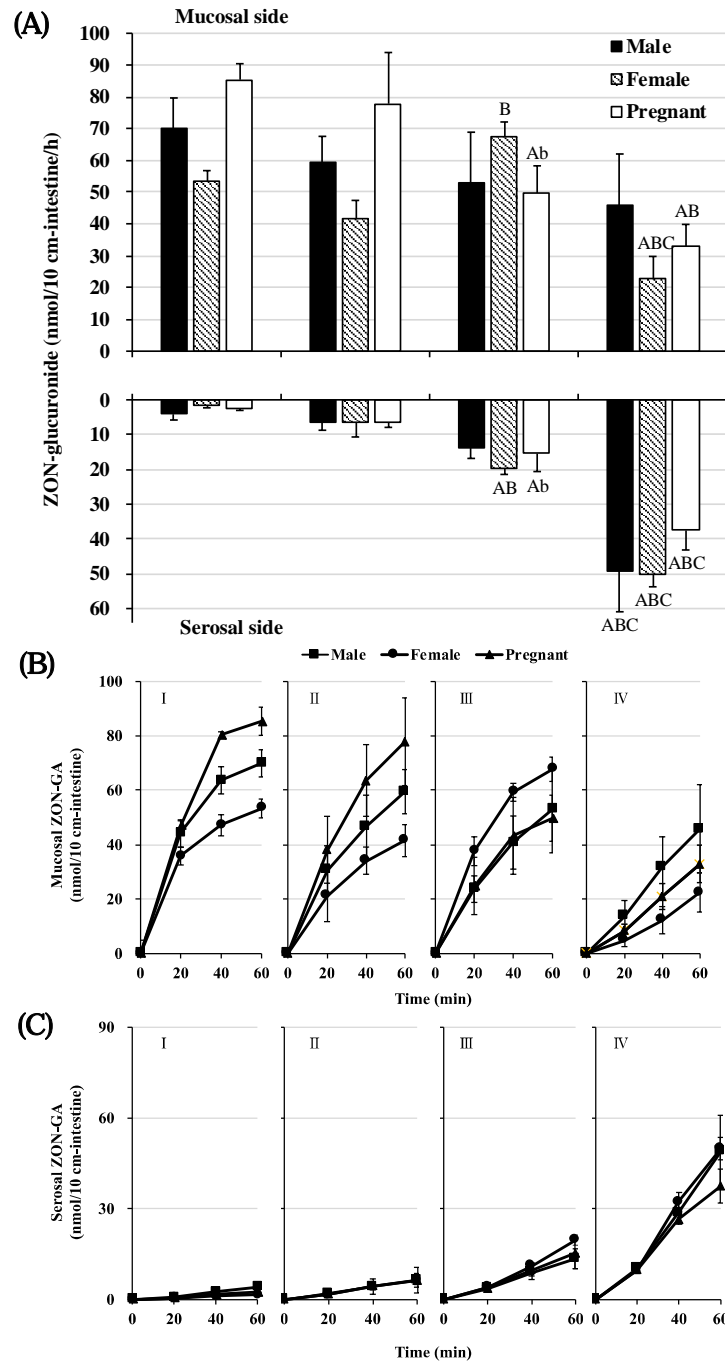 (A)
Mucosal side
Male
Female
Pregnant
ZON-glucuronide (nmol/10 cm-intestine/h)
100
90
80
70
60
50
40
30
20
10
0
B
Ab
ABC
AB
0
10
20
30
40
50
60
AB
Ab
ABC
ABC
ABC
Serosal side
(B)
Male Female Pregnant
Mucosal ZON-GA
(nmol/10 cm-intestine)
100
80
60
40
20
0
I II III IV
0 20 40 60 0 20 40 60 0 20 40 60 0 20 40 60
Time (min)
(C)
Serosal ZON-GA
(nmol/10 cm-intestine)
90
60
30
0
I II III IV
0 20 40 60 0 20 40 60 0 20 40 60 0 20 40 60
Time (min)